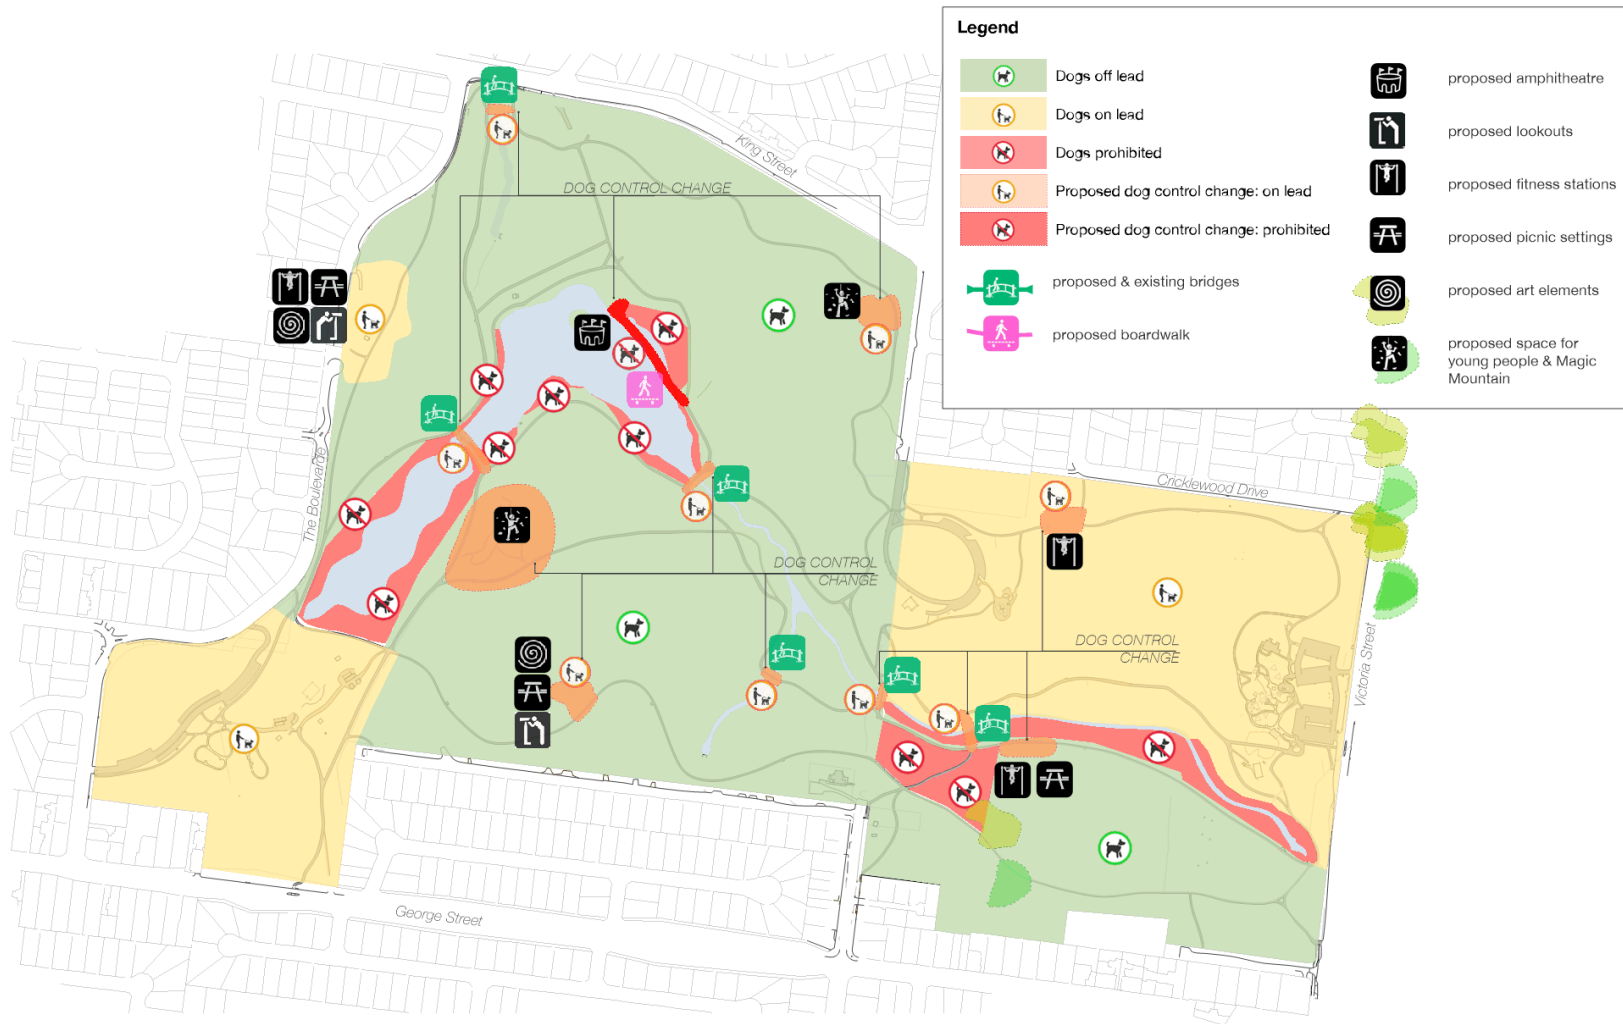 Legend
Dogs off lead
Dogs on lead
Dogs prohibited
Proposed dog control change: on lead
Proposed dog control change: prohibited
proposed & existing bridges
proposed boardwalk
proposed amphitheatre
proposed lookouts
proposed fitness stations
proposed picnic settings
proposed art elements
proposed space for
young people & Magic
Mountain
King Street
DOG CONTROL CHANGE
The Boulevarde
Cricklewood Drive
DOG CONTROL
CHANGE
DOG CONTROL
CHANGE
Victoria Street
George Street